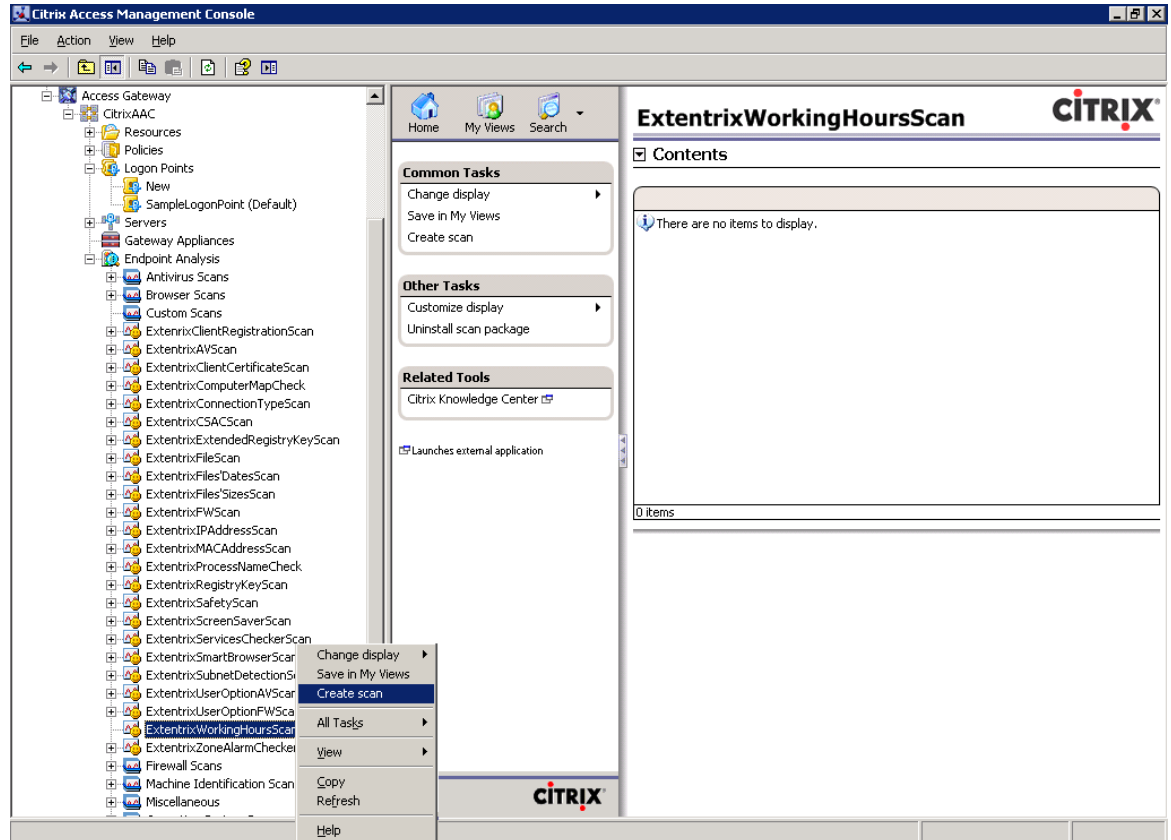 Citrix Access Management Console
File Action View Help
Access Gateway
CitrixAAC
Resources
Policies
Logon Points
New
SampleLogonPoint (Default)
Servers
Gateway Appliances
Endpoint Analysis
Antivirus Scans
Browser Scans
Custom Scans
ExtenrixClientRegistrationScan
ExtentrixAVScan
ExtentrixClientCertificateScan
ExtentrixComputerMapCheck
ExtentrixConnectionTypeScan
ExtentrixCSACScan
ExtentrixExtendedRegistryKeyScan
ExtentrixFileScan
ExtentrixFiles'DatesScan
ExtentrixFiles'SizesScan
ExtentrixFWScan
ExtentrixIPAddressScan
ExtentrixMACAddressScan
ExtentrixProcessNameCheck
ExtentrixRegistryKeyScan
ExtentrixSafetyScan
ExtentrixScreenSaverScan
ExtentrixServicesCheckerScan
ExtentrixSmartBrowserScan
ExtentrixSubnetDetectionS
ExtentrixUserOptionAVScan
ExtentrixUserOptionFWSca
ExtentrixWorkingHoursScan
ExtentrixZoneAlarmChecker
Firewall Scans
Machine Identification Scan
Miscellaneous
Change display
Save in My Views
Create scan
All Tasks
View
Copy
Refresh
Help
Home My Views Search
Common Tasks
Change display
Save in My Views
Create scan
Other Tasks
Customize display
Uninstall scan package
Related Tools
Citrix Knowledge Center
Launches external application
CITRIX
ExtentrixWorkingHoursScan
CITRIX
Contents
There are no items to display.
0 items